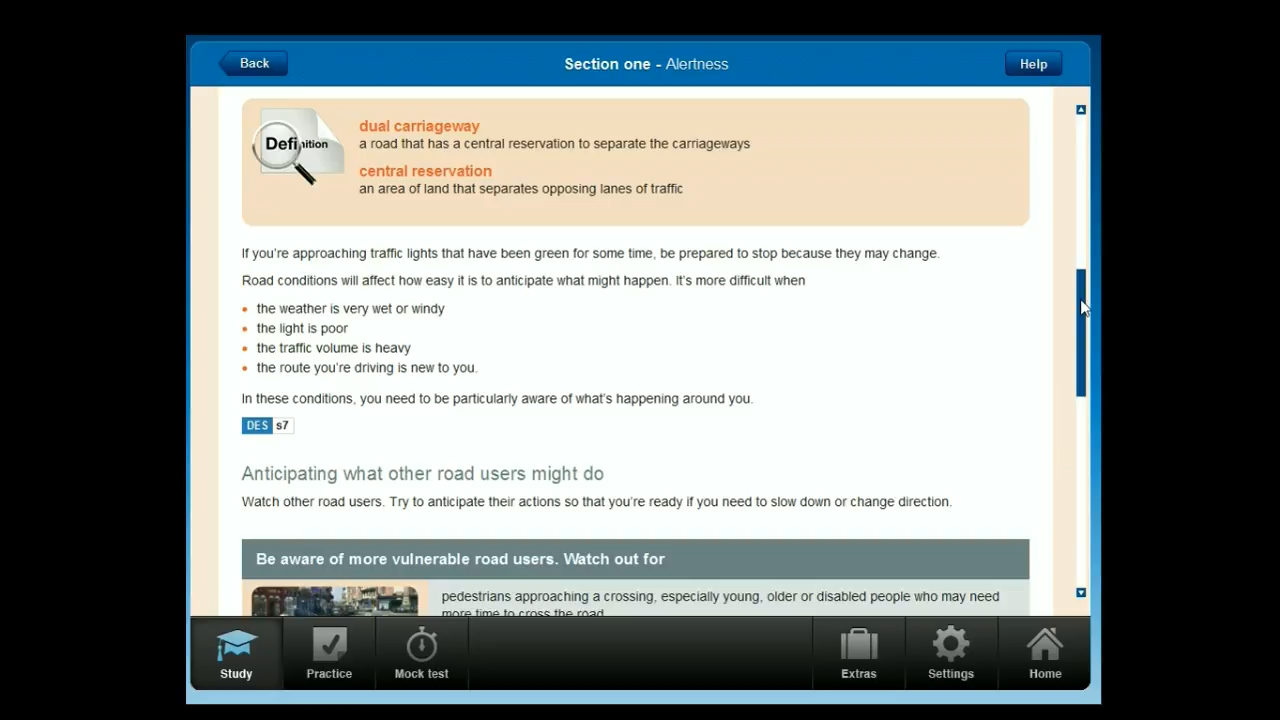 Back
Section one - Alertness
Help
Definition
dual carriageway
a road that has a central reservation to separate the carriageways
central reservation
an area of land that separates opposing lanes of traffic
If you're approaching traffic lights that have been green for some time, be prepared to stop because they may change.
Road conditions will affect how easy it is to anticipate what might happen. It's more difficult when
• the weather is very wet or windy
• the light is poor
• the traffic volume is heavy
• the route you're driving is new to you.
In these conditions, you need to be particularly aware of what's happening around you.
DES s7
Anticipating what other road users might do
Watch other road users. Try to anticipate their actions so that you're ready if you need to slow down or change direction.
Be aware of more vulnerable road users. Watch out for
pedestrians approaching a crossing, especially young, older or disabled people who may need
more time to cross the road
Study
Practice
Mock test
Extras
Settings
Home